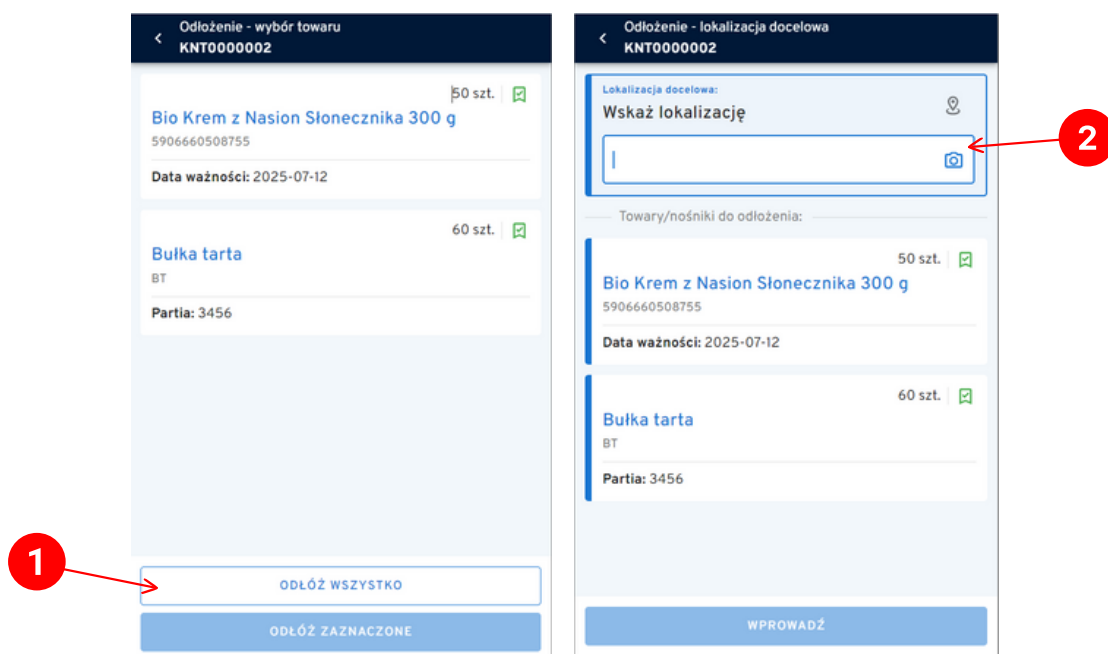 Odłożenie - wybór towaru
KNT0000002
50 szt.
Bio Krem z Nasion Słonecznika 300 g
5906660508755
Data ważności: 2025-07-12
60 szt.
Bułka tarta
BT
Partia: 3456
1
ODŁÓŻ WSZYSTKO
ODŁÓŻ ZAZNACZONE
Odłożenie - lokalizacja docelowa
KNT0000002
Lokalizacja docelowa:
Wskaż lokalizację
2
Towary/nośniki do odłożenia:
50 szt.
Bio Krem z Nasion Słonecznika 300 g
5906660508755
Data ważności: 2025-07-12
60 szt.
Bułka tarta
BT
Partia: 3456
WPROWADŹ